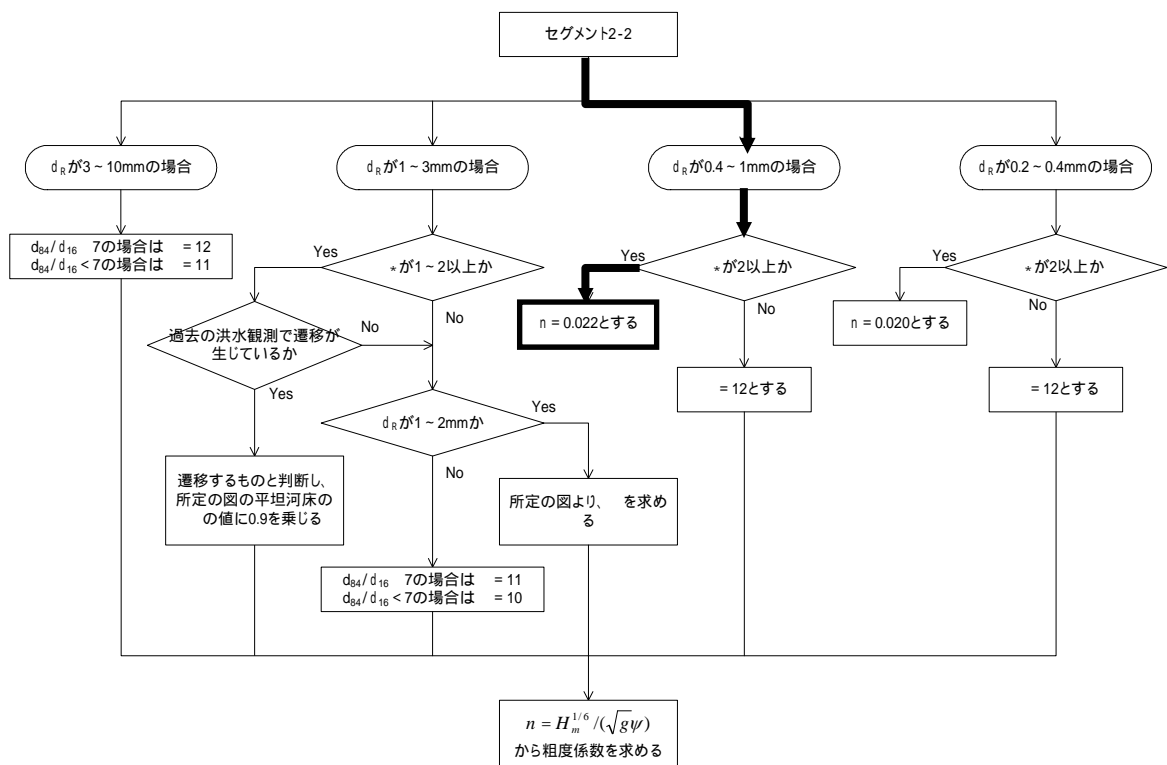 セグメント2-2
dRが3~10mmの場合
dRが1~3mmの場合
dRが0.4~1mmの場合
dRが0.2~0.4mmの場合
d84/d16 7の場合は =12
d84/d16<7の場合は =11
Yes
*が1~2以上か
No
Yes
*が2以上か
No
Yes
*が2以上か
No
過去の洪水観測で遷移が
生じているか
No
Yes
n=0.022とする
n=0.020とする
dRが1~2mmか
Yes
No
=12とする
=12とする
遷移するものと判断し、
所定の図の平坦河床の
の値に0.9を乗じる
所定の図より、 を求め
る
d84/d16 7の場合は =11
d84/d16<7の場合は =10
n = H_m^{1/6} /(√gψ)
から粗度係数を求める